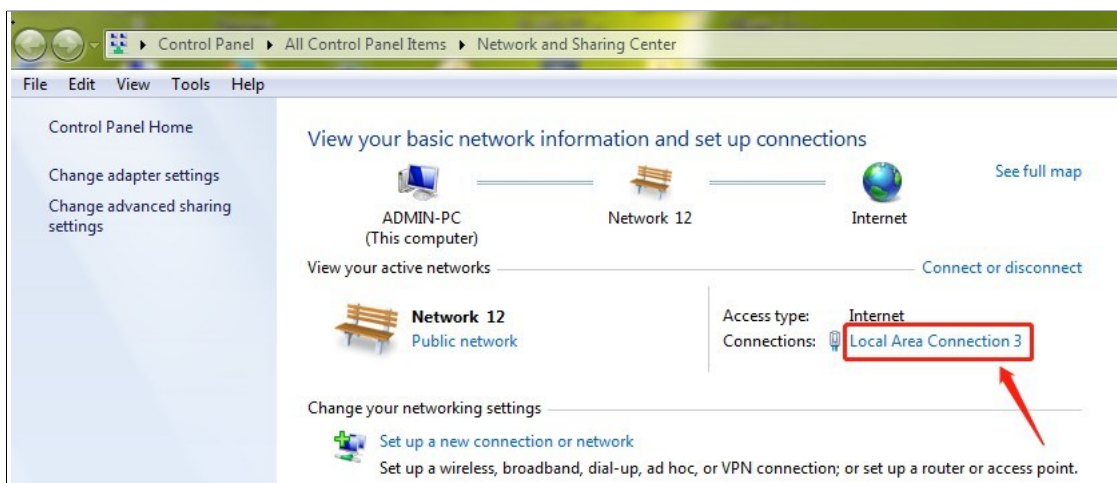 Control Panel ▸ All Control Panel Items ▸ Network and Sharing Center
File Edit View Tools Help
Control Panel Home
Change adapter settings
Change advanced sharing
settings
View your basic network information and set up connections
See full map
ADMIN-PC
(This computer)
Network 12
Internet
View your active networks
Connect or disconnect
Network 12
Public network
Access type: Internet
Connections: Local Area Connection 3
Change your networking settings
Set up a new connection or network
Set up a wireless, broadband, dial-up, ad hoc, or VPN connection; or set up a router or access point.